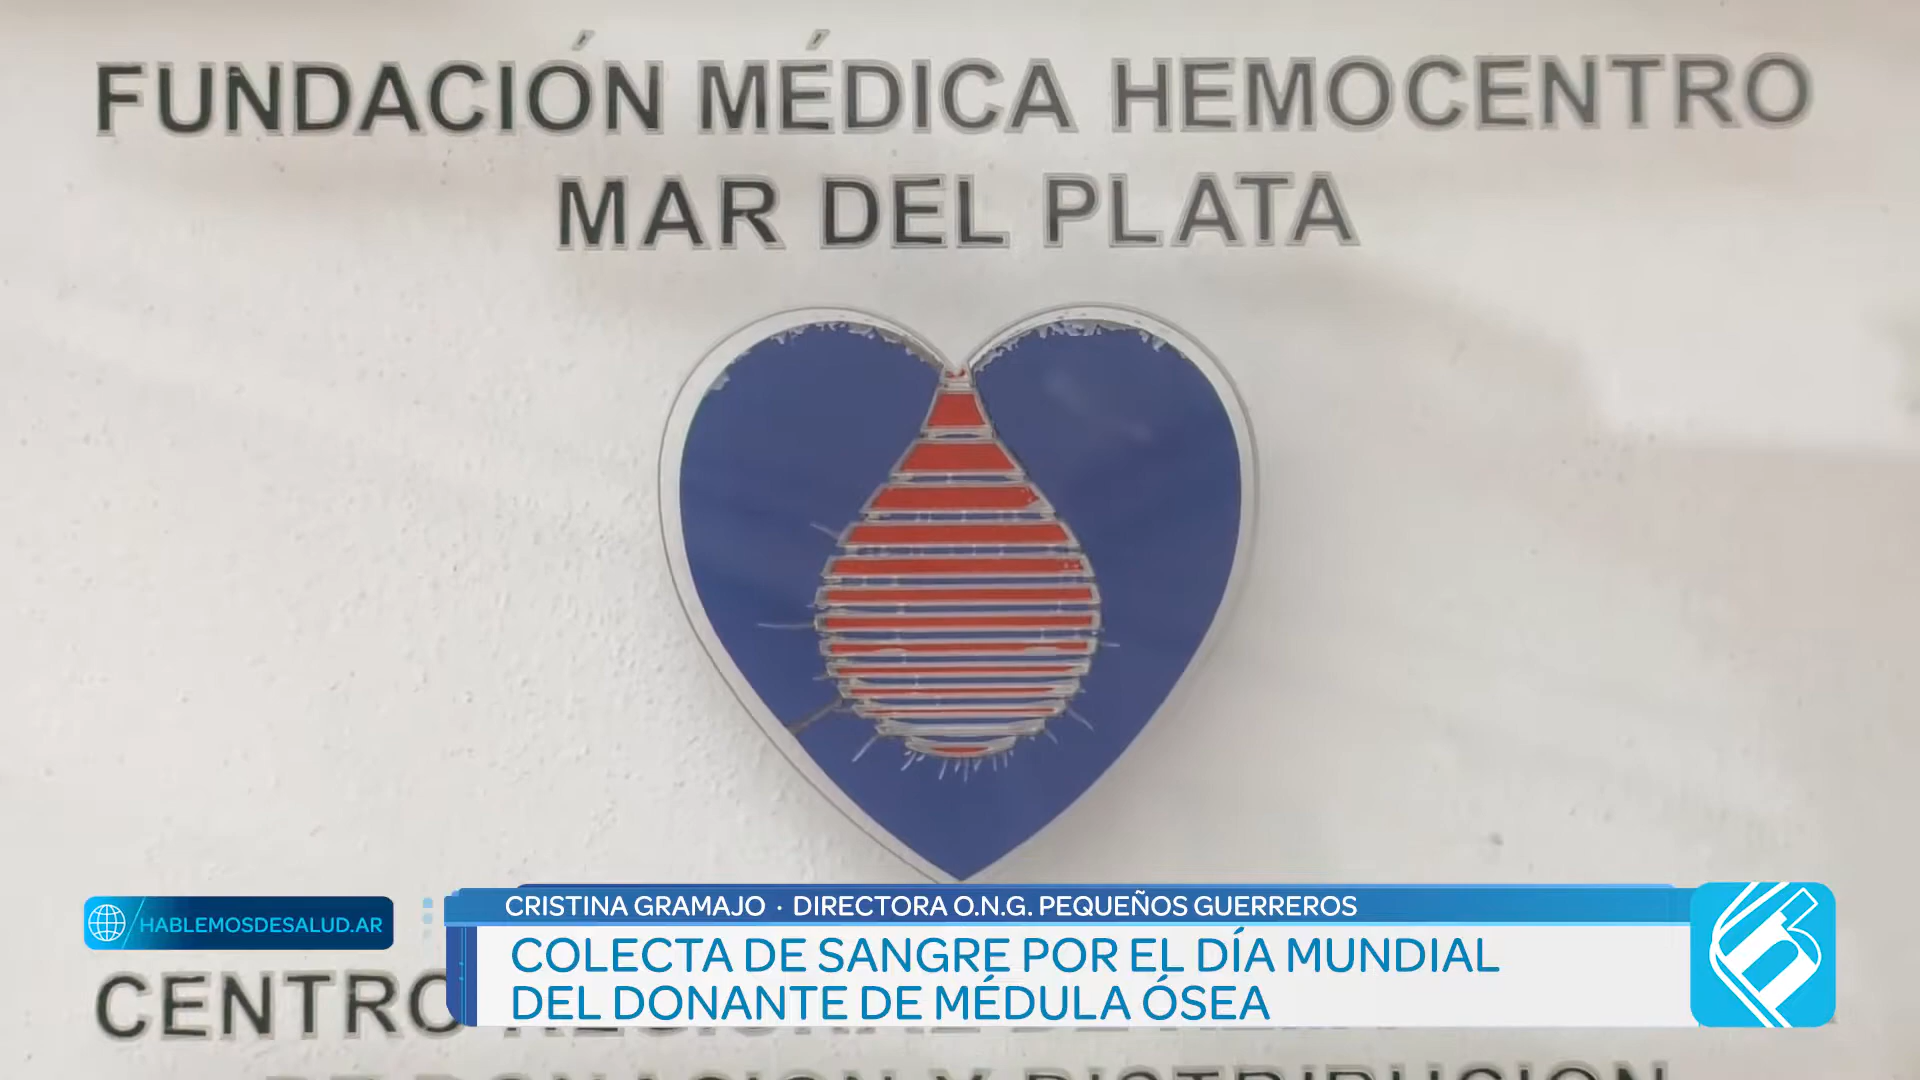 FUNDACIÓN MÉDICA HEMOCENTRO
MAR DEL PLATA
HABLEMOSDESALUD.AR
CRISTINA GRAMAJO · DIRECTORA O.N.G. PEQUEÑOS GUERREROS
COLECTA DE SANGRE POR EL DÍA MUNDIAL
DEL DONANTE DE MÉDULA ÓSEA
CENTRO